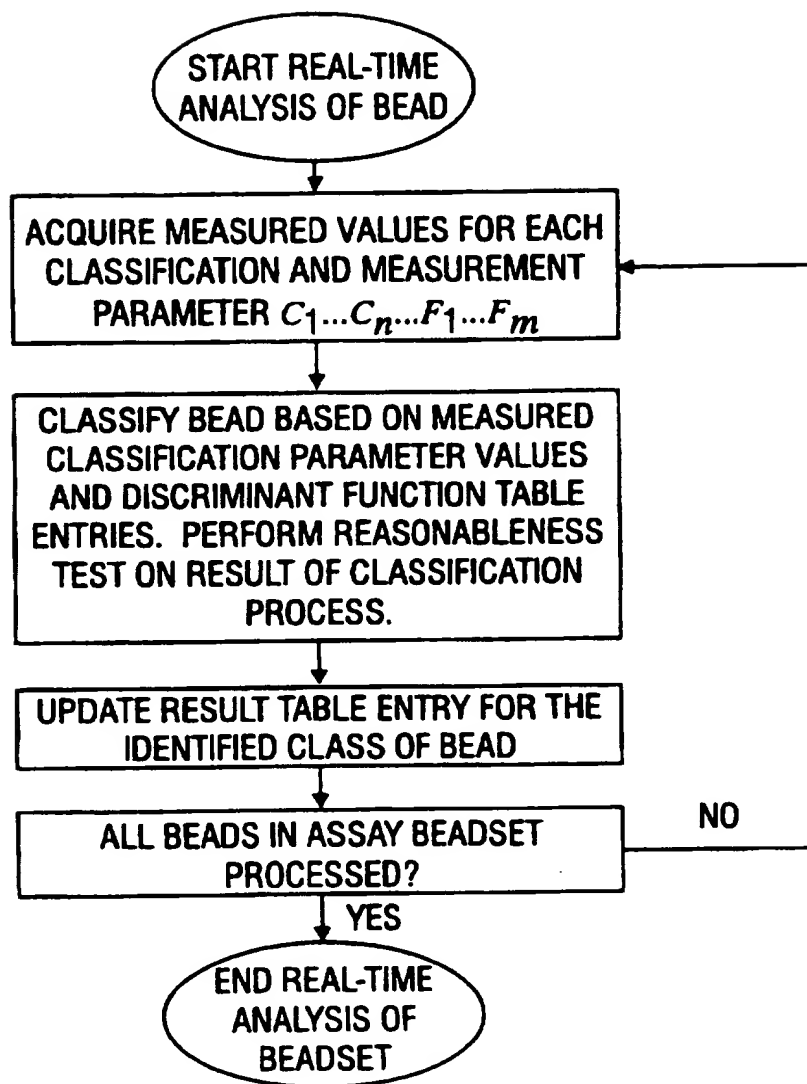 START REAL-TIME
ANALYSIS OF BEAD
ACQUIRE MEASURED VALUES FOR EACH
CLASSIFICATION AND MEASUREMENT
PARAMETER C1...Cn...F1...Fm
CLASSIFY BEAD BASED ON MEASURED
CLASSIFICATION PARAMETER VALUES
AND DISCRIMINANT FUNCTION TABLE
ENTRIES. PERFORM REASONABLENESS
TEST ON RESULT OF CLASSIFICATION
PROCESS.
UPDATE RESULT TABLE ENTRY FOR THE
IDENTIFIED CLASS OF BEAD
ALL BEADS IN ASSAY BEADSET
PROCESSED?
NO
YES
END REAL-TIME
ANALYSIS OF
BEADSET